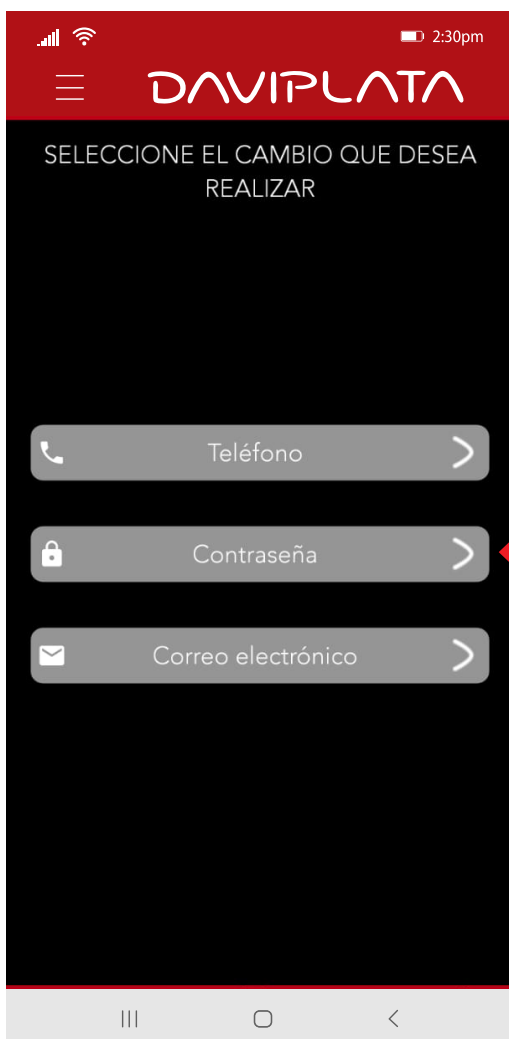 2:30pm
DAVIPLATA
SELECCIONE EL CAMBIO QUE DESEA
REALIZAR
Teléfono
Contraseña
Correo electrónico